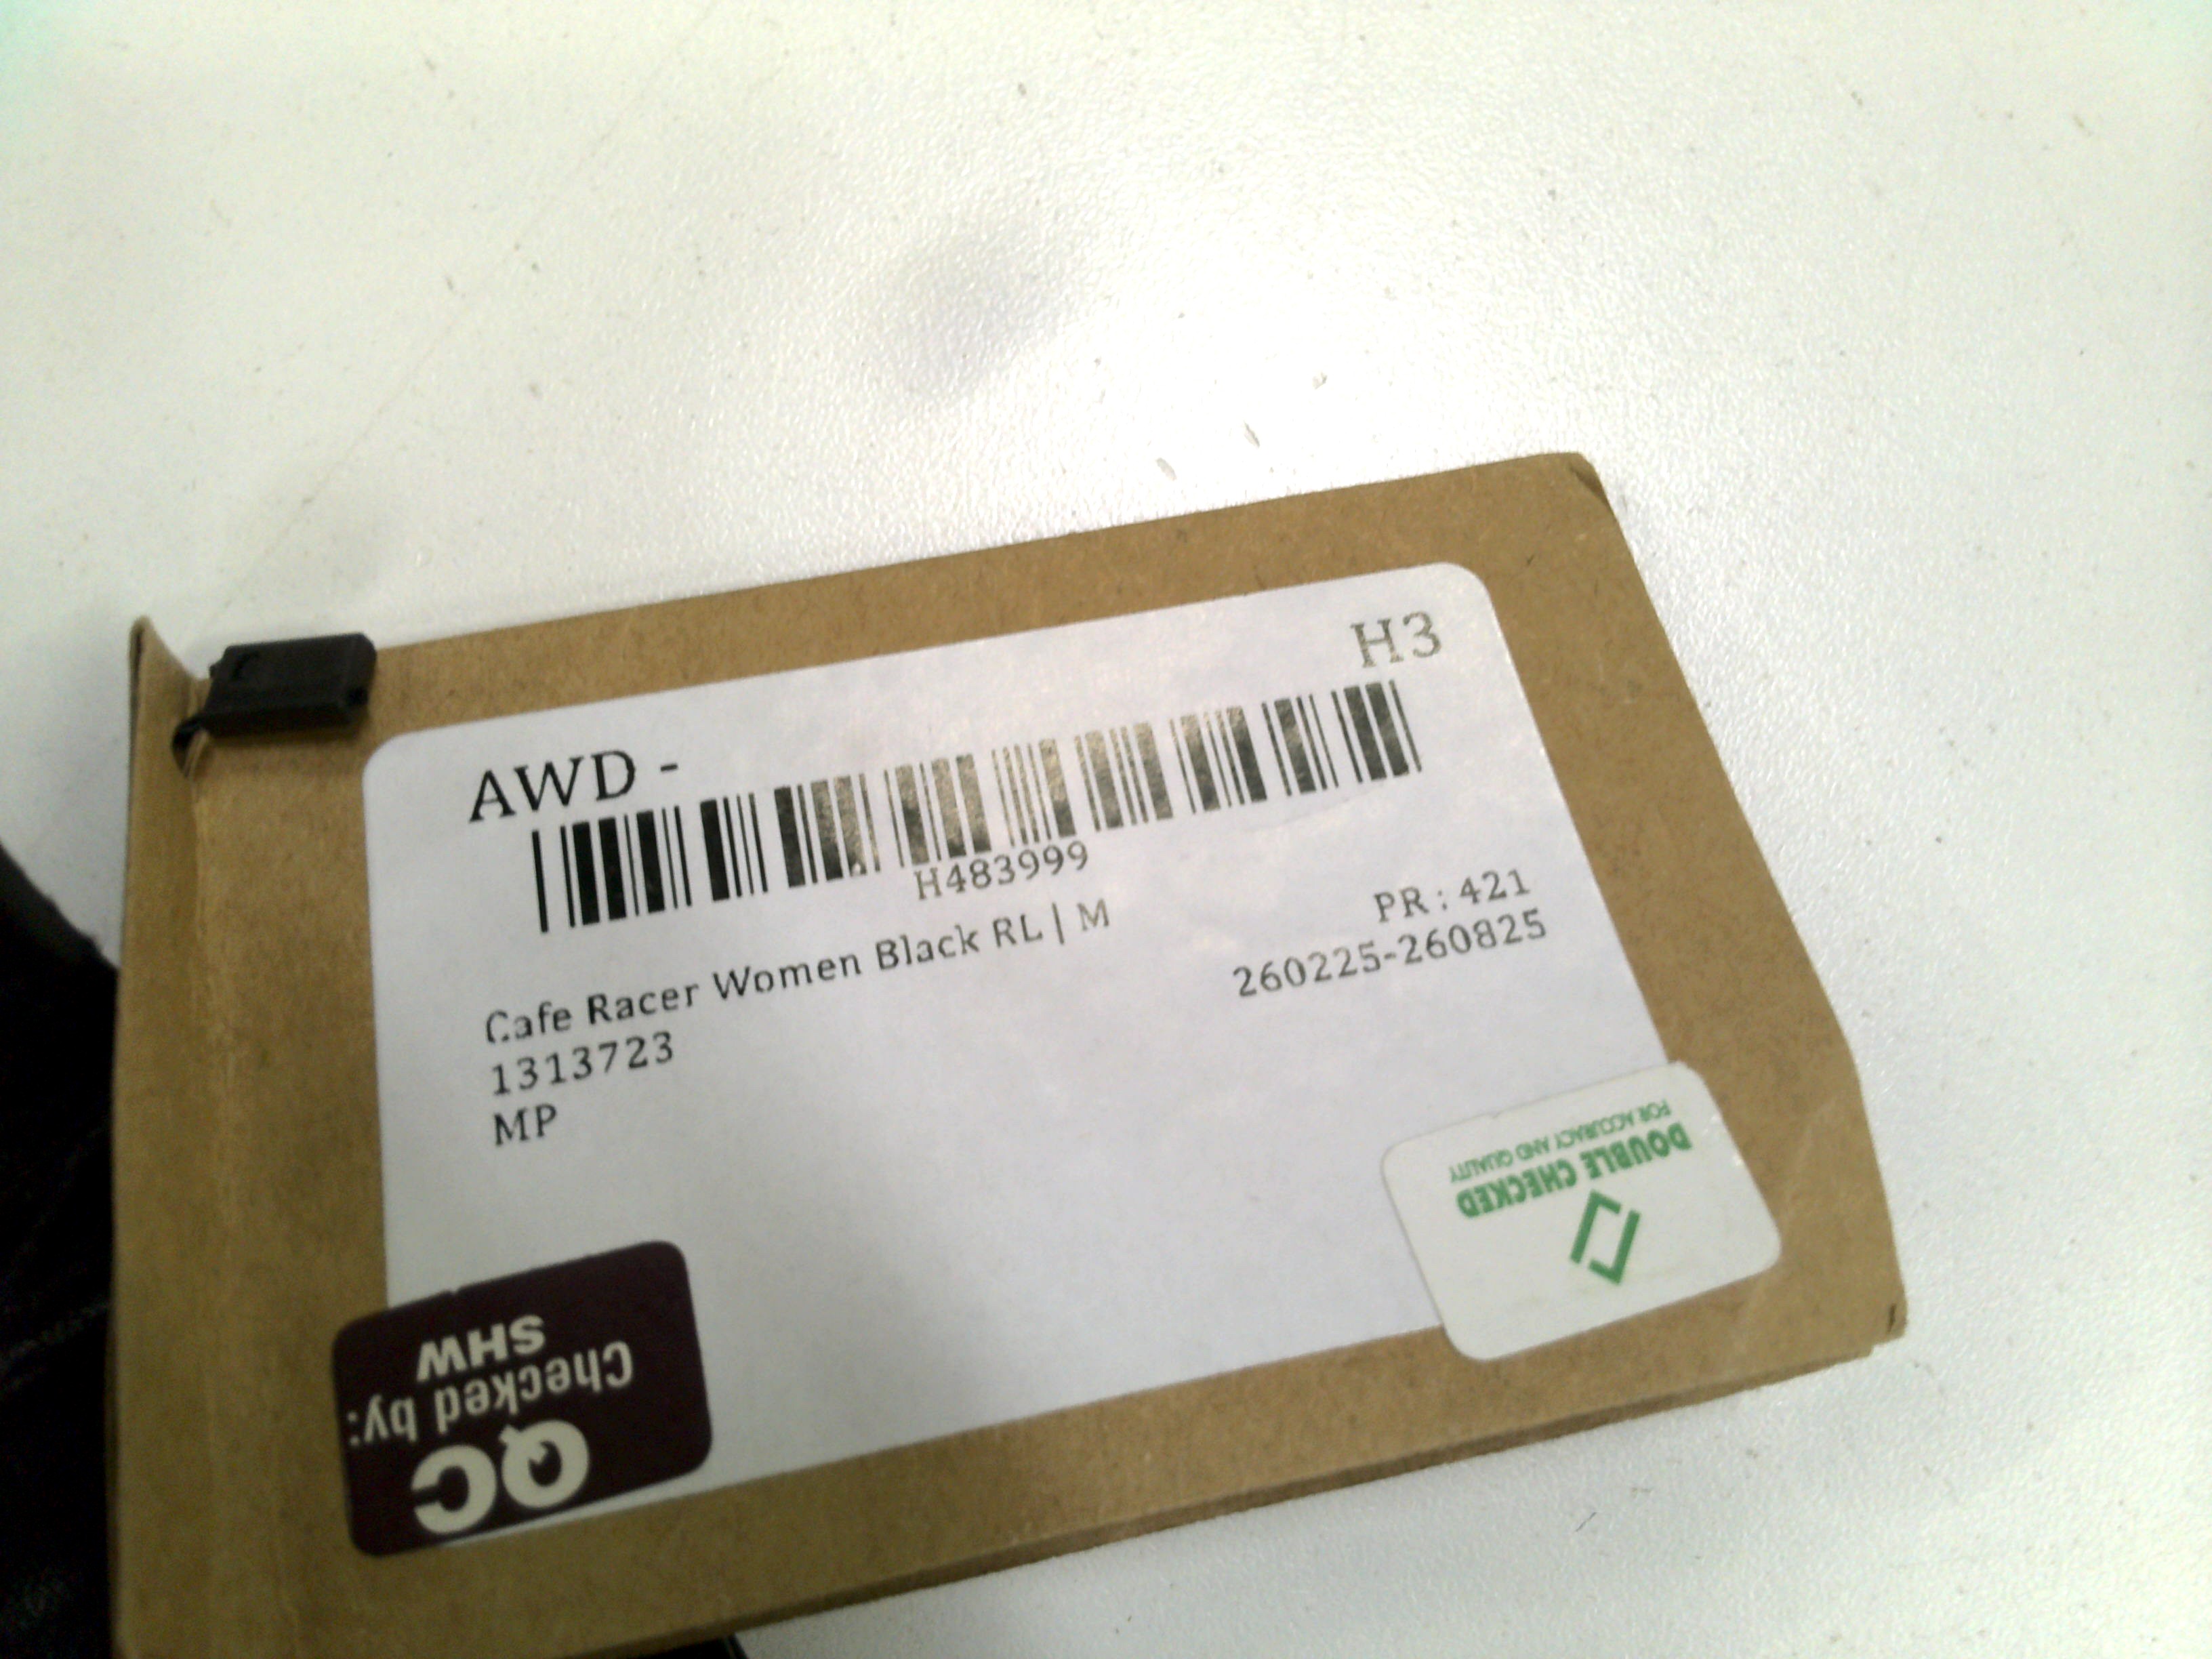 H3
AWD -
H483999
Cafe Racer Women Black RL | M
PR : 421
1313723
260225-260825
MP
DOUBLE CHECKED
FOR ACCURACY AND QUALITY
QC
Checked by:
SHW